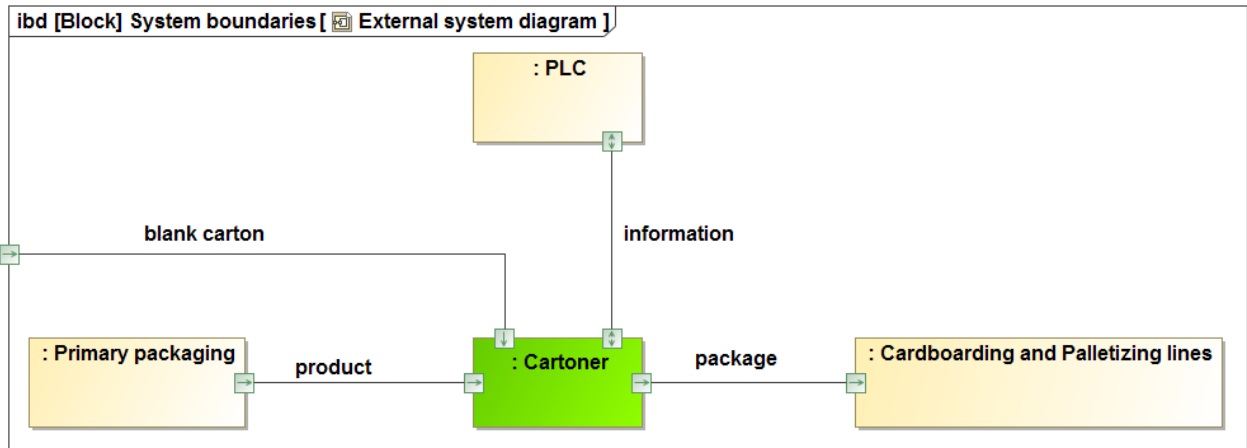 ibd [Block] System boundaries[ External system diagram ]
: PLC
blank carton
information
: Primary packaging
product
: Cartoner
package
: Cardboarding and Palletizing lines